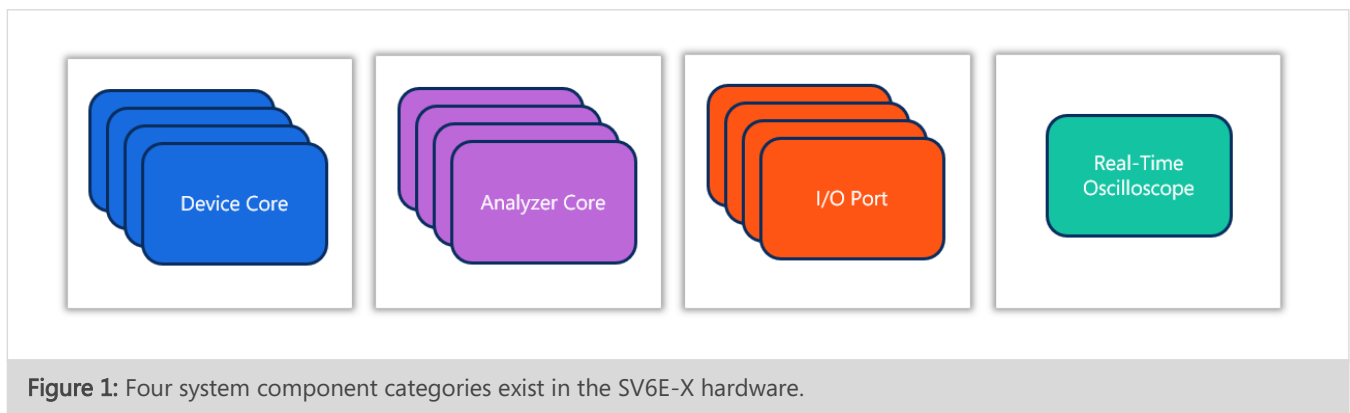 Device Core
Analyzer Core
I/O Port
Real-Time
Oscilloscope
Figure 1: Four system component categories exist in the SV6E-X hardware.